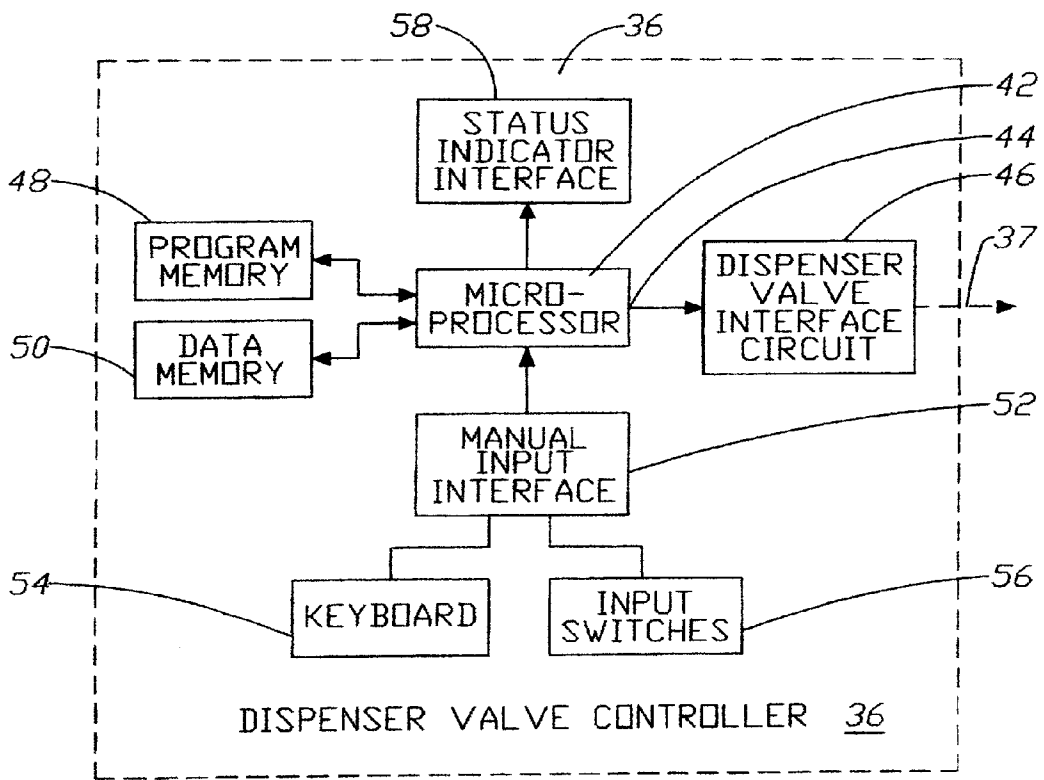 58
36
42
44
46
37
48
50
52
54
56
STATUS
INDICATOR
INTERFACE
PROGRAM
MEMORY
MICRO-
PROCESSOR
DISPENSER
VALVE
INTERFACE
CIRCUIT
DATA
MEMORY
MANUAL
INPUT
INTERFACE
KEYBOARD
INPUT
SWITCHES
DISPENSER VALVE CONTROLLER 36